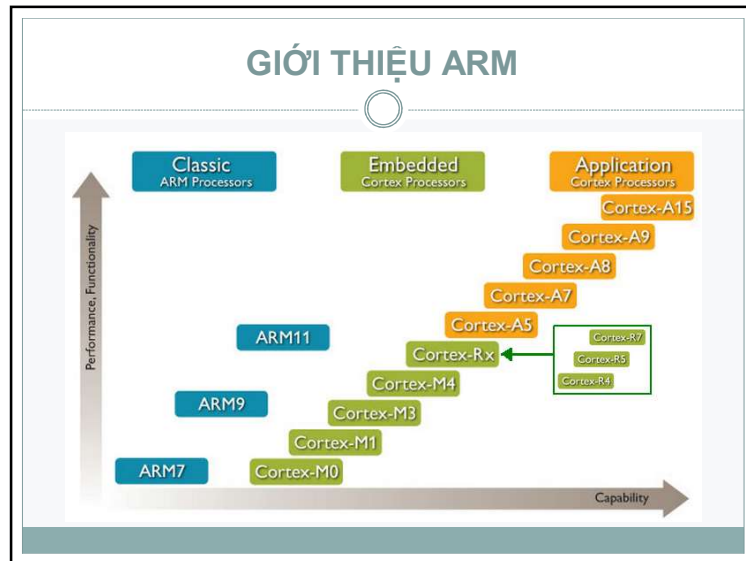 GIỚI THIỆU ARM
Classic
ARM Processors
Embedded
Cortex Processors
Application
Cortex Processors
Performance, Functionality
Cortex-A15
Cortex-A9
Cortex-A8
Cortex-A7
Cortex-A5
ARM11
Cortex-Rx
Cortex-R7
Cortex-R5
Cortex-R4
Cortex-M4
ARM9
Cortex-M3
Cortex-M1
ARM7
Cortex-M0
Capability